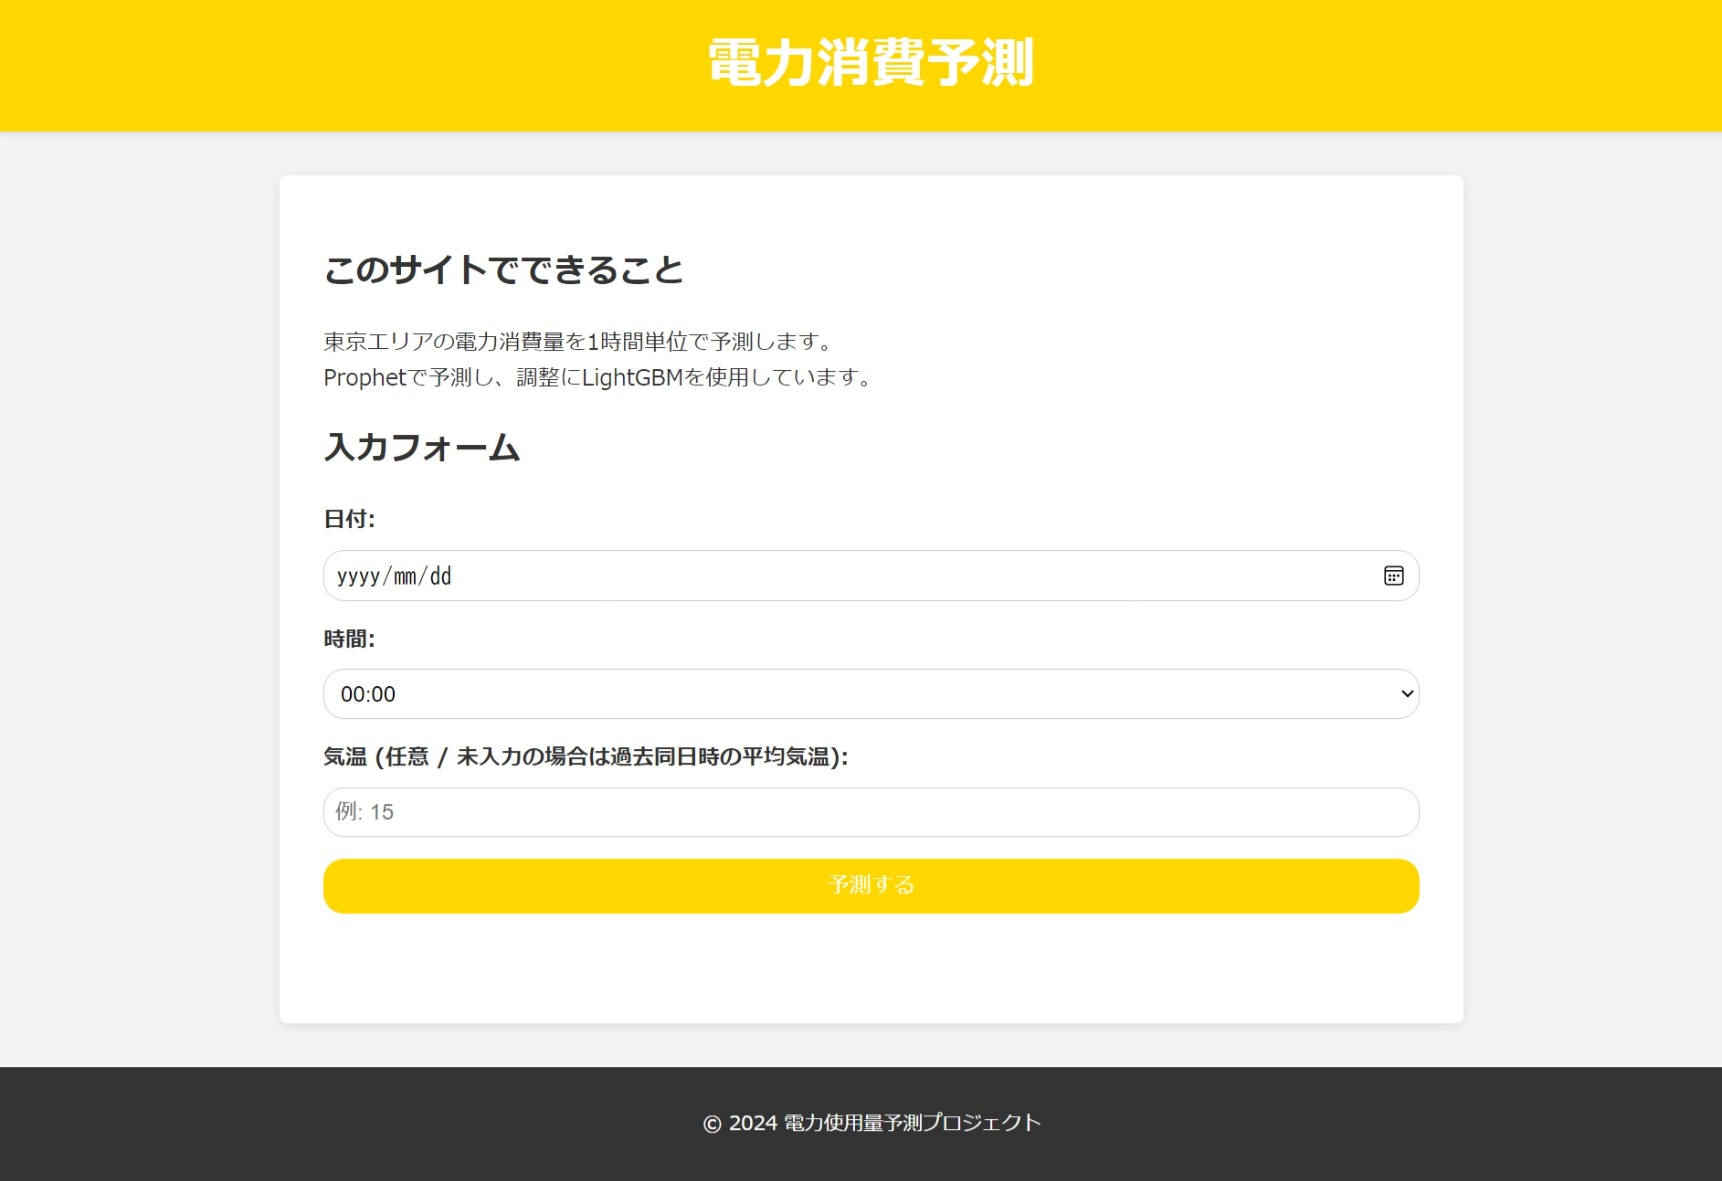 電力消費予測
このサイトでできること
東京エリアの電力消費量を1時間単位で予測します。
Prophetで予測し、調整にLightGBMを使用しています。
入力フォーム
日付:
yyyy/mm/dd
時間:
00:00
気温 (任意 / 未入力の場合は過去同日時の平均気温):
例: 15
予測する
© 2024 電力使用量予測プロジェクト